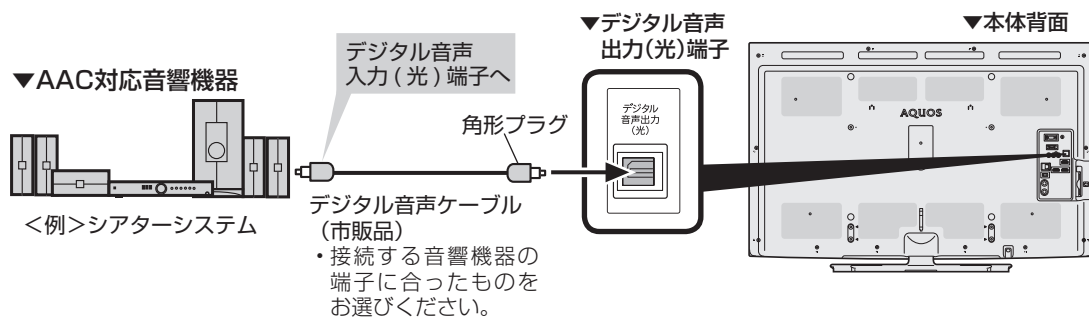 ▼AAC対応音響機器
<例>シアターシステム
デジタル音声
入力(光)端子へ
角形プラグ
デジタル音声ケーブル
（市販品）
・接続する音響機器の
端子に合ったものを
お選びください。
▼デジタル音声
出力(光)端子
デジタル
音声出力
(光)
▼本体背面
AQUOS